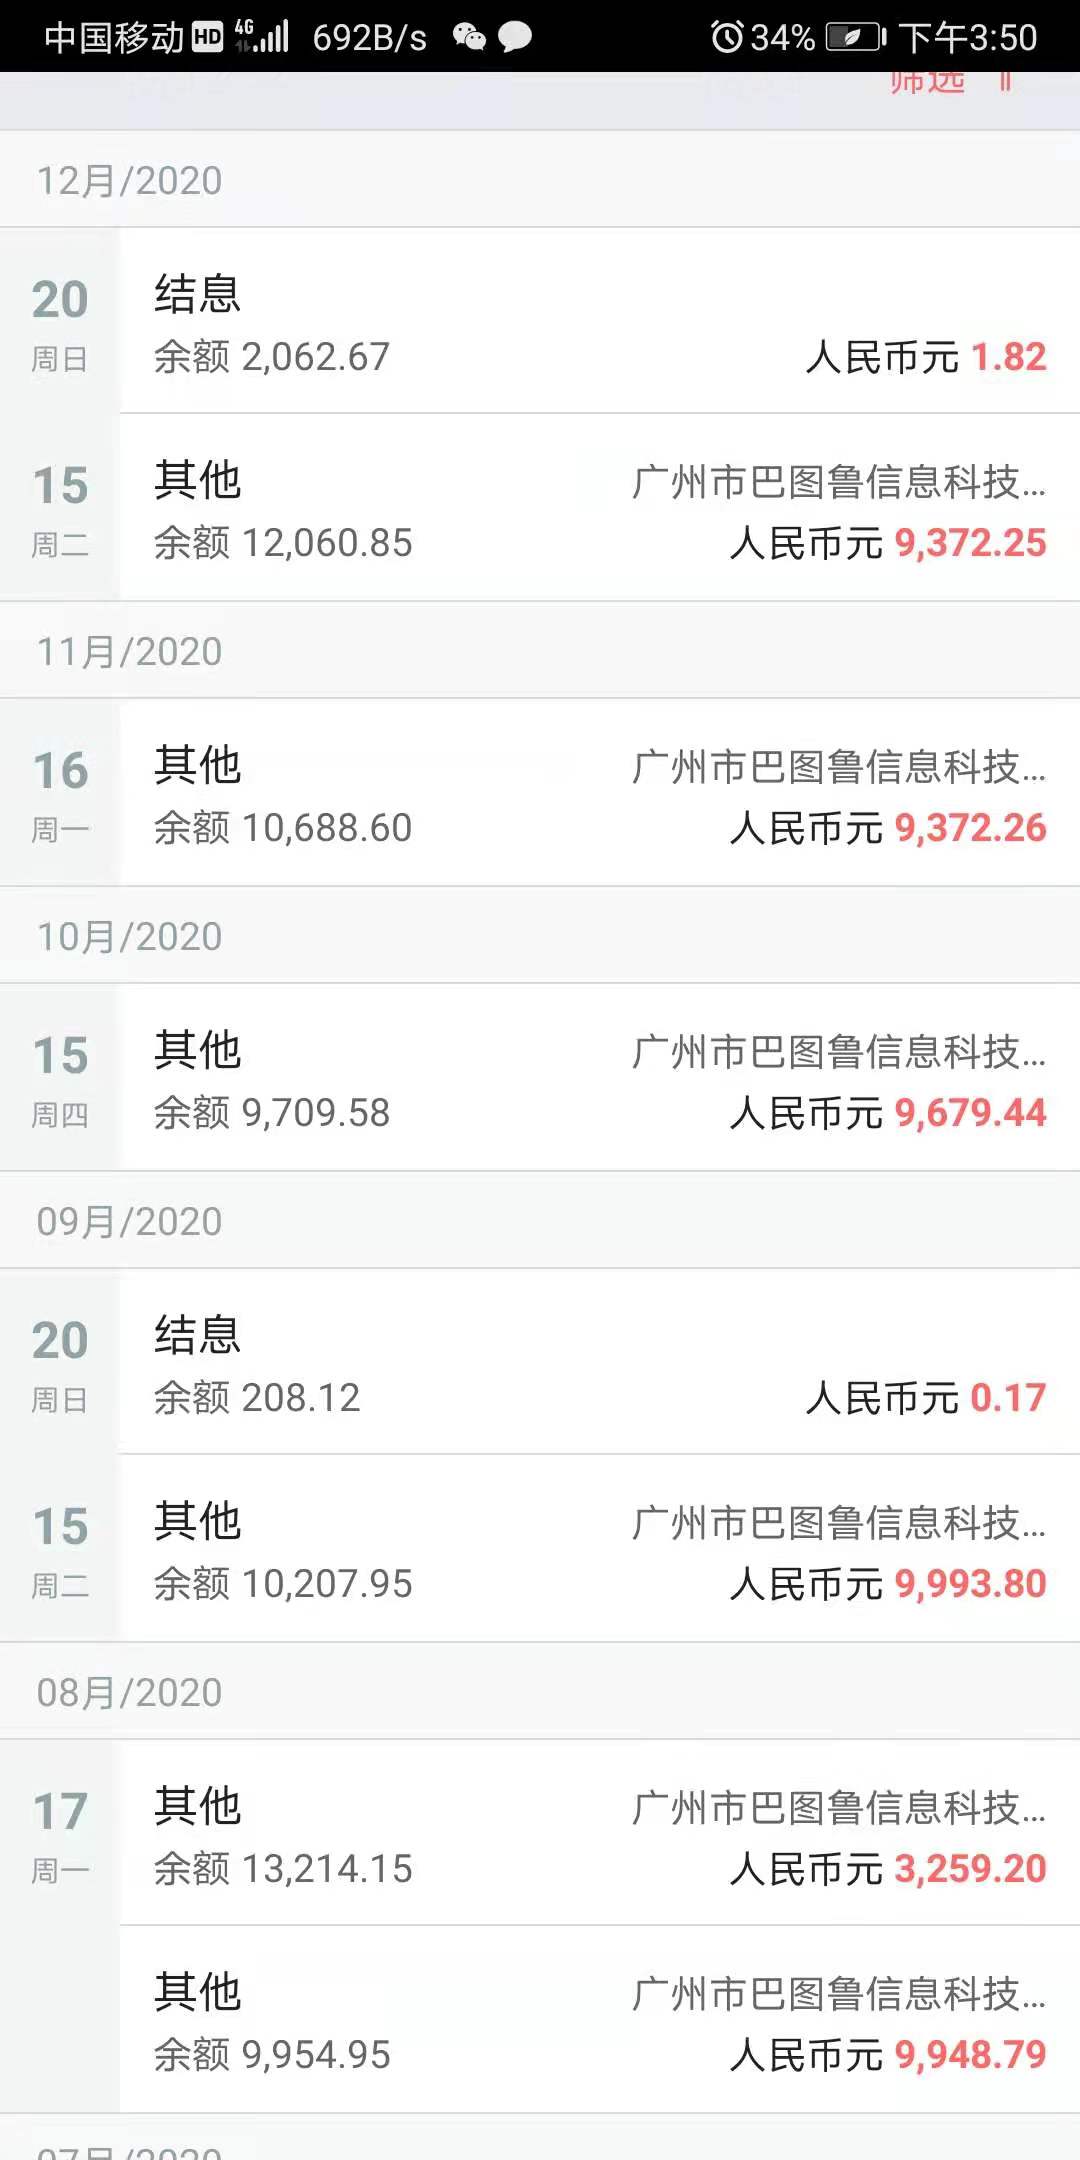 中国移动 HD 4G 692B/s 34% 下午3:50
筛选
12月/2020
20 结息
周日 余额 2,062.67 人民币元 1.82
15 其他 广州市巴图鲁信息科技...
周二 余额 12,060.85 人民币元 9,372.25
11月/2020
16 其他 广州市巴图鲁信息科技...
周一 余额 10,688.60 人民币元 9,372.26
10月/2020
15 其他 广州市巴图鲁信息科技...
周四 余额 9,709.58 人民币元 9,679.44
09月/2020
20 结息
周日 余额 208.12 人民币元 0.17
15 其他 广州市巴图鲁信息科技...
周二 余额 10,207.95 人民币元 9,993.80
08月/2020
17 其他 广州市巴图鲁信息科技...
周一 余额 13,214.15 人民币元 3,259.20
其他 广州市巴图鲁信息科技...
余额 9,954.95 人民币元 9,948.79
07月/2020